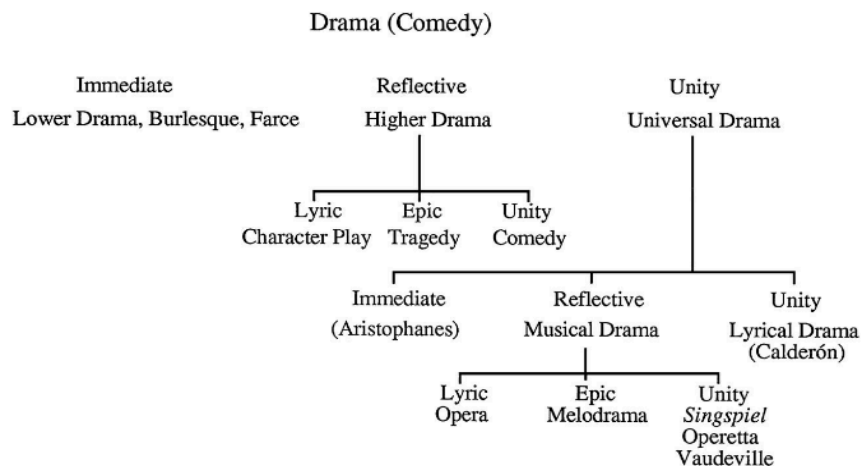 Drama (Comedy)
Immediate Reflective Unity
Lower Drama, Burlesque, Farce Higher Drama Universal Drama
Lyric Epic Unity
Character Play Tragedy Comedy
Immediate Reflective Unity
(Aristophanes) Musical Drama Lyrical Drama
(Calderón)
Lyric Epic Unity
Opera Melodrama Singspiel
Operetta
Vaudeville